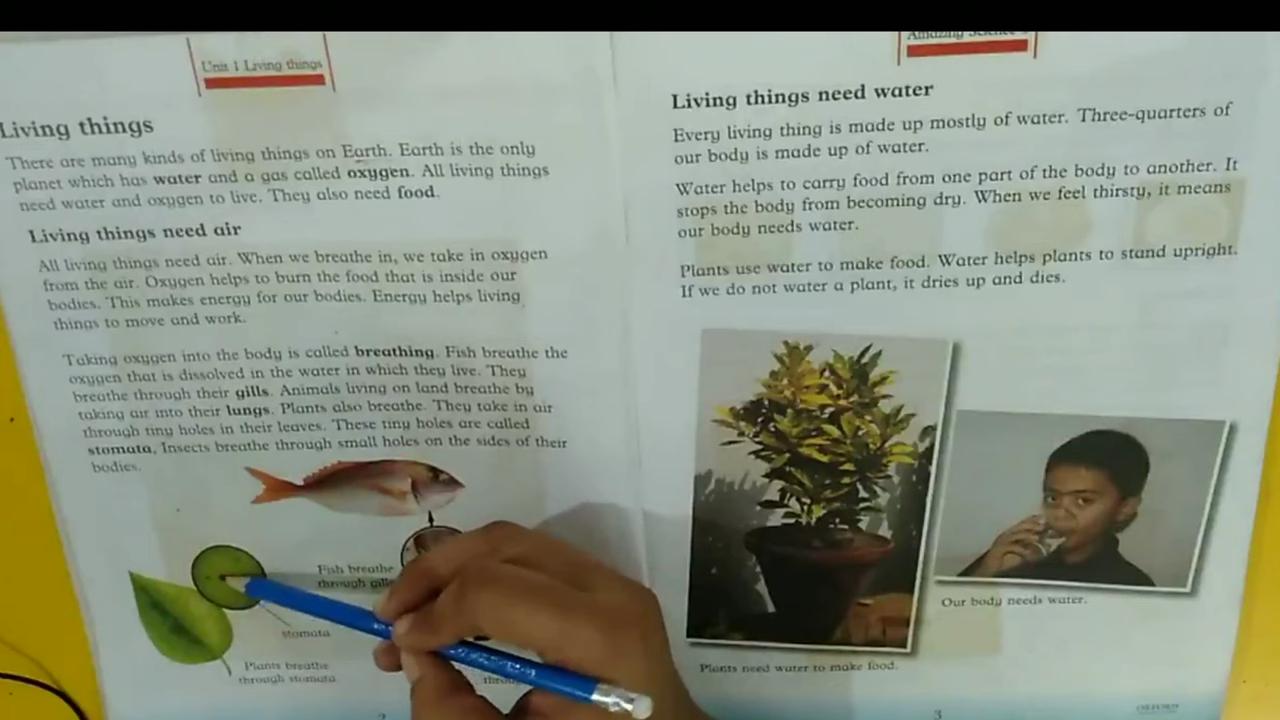 Unit 1 Living things
Living things
There are many kinds of living things on Earth. Earth is the only
planet which has water and a gas called oxygen. All living things
need water and oxygen to live. They also need food.
Living things need air
All living things need air. When we breathe in, we take in oxygen
from the air. Oxygen helps to burn the food that is inside our
bodies. This makes energy for our bodies. Energy helps living
things to move and work.
Taking oxygen into the body is called breathing. Fish breathe the
oxygen that is dissolved in the water in which they live. They
breathe through their gills. Animals living on land breathe by
taking air into their lungs. Plants also breathe. They take in air
through tiny holes in their leaves. These tiny holes are called
stomata. Insects breathe through small holes on the sides of their
bodies.
Fish breathe
through gills
stomata
Plants breathe
through stomata.
2
Amazing Science
Living things need water
Every living thing is made up mostly of water. Three-quarters of
our body is made up of water.
Water helps to carry food from one part of the body to another. It
stops the body from becoming dry. When we feel thirsty, it means
our body needs water.
Plants use water to make food. Water helps plants to stand upright.
If we do not water a plant, it dries up and dies.
Our body needs water.
Plants need water to make food.
3
OXFORD